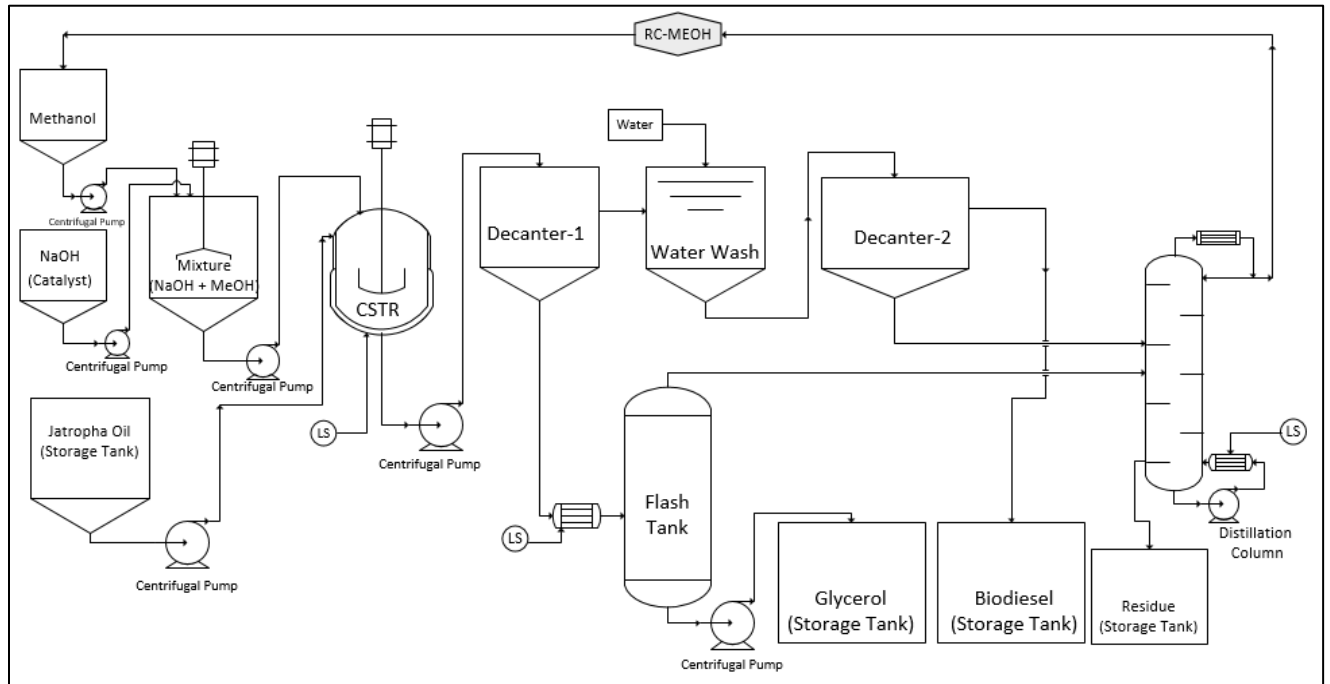 RC-MEOH
Methanol
Centrifugal Pump
NaOH
(Catalyst)
Centrifugal Pump
Mixture
(NaOH + MeOH)
Centrifugal Pump
Jatropha Oil
(Storage Tank)
Centrifugal Pump
CSTR
LS
Centrifugal Pump
Decanter-1
Water
Water Wash
Decanter-2
LS
Flash
Tank
Centrifugal Pump
Glycerol
(Storage Tank)
Biodiesel
(Storage Tank)
Residue
(Storage Tank)
LS
Distillation
Column